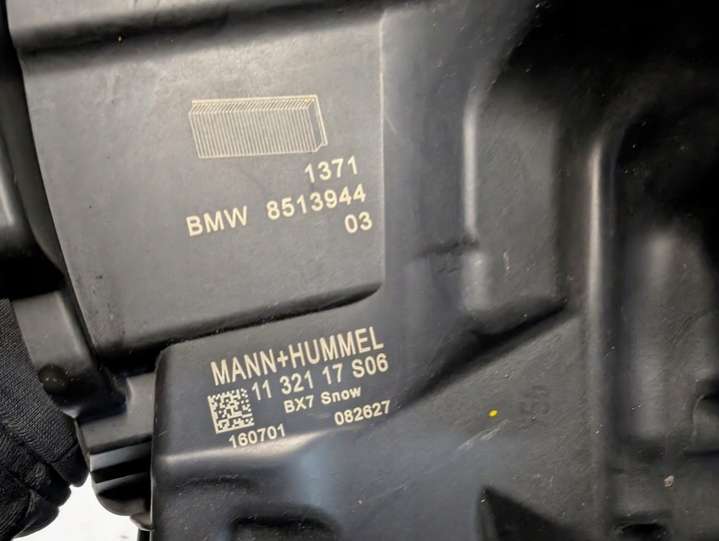 1371
BMW 8513944
03
MANN+HUMMEL
11 321 17 S06
BX7 Snow
160701 082627